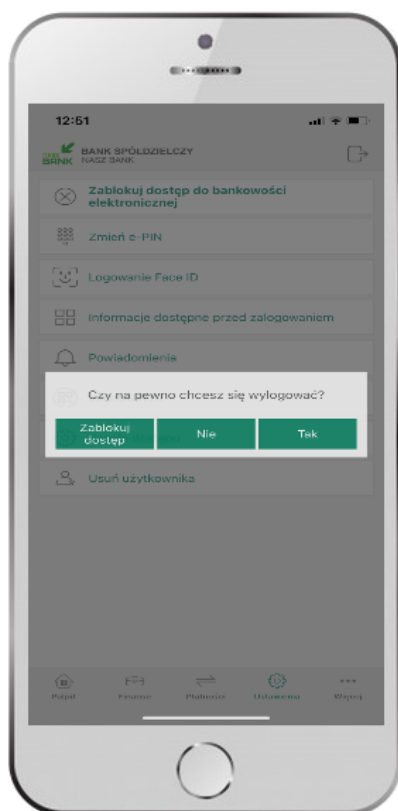 12:51
BANK SPÓŁDZIELCZY
NASZ BANK
BANK
Zablokuj dostęp do bankowości
elektronicznej
Zmień e-PIN
Logowanie Face ID
Informacje dostępne przed zalogowaniem
Powiadomienia
Czy na pewno chcesz się wylogować?
Zablokuj
dostęp
Nie
Tak
Usuń użytkownika
Pulpit
Finanse
Płatności
Ustawienia
Więcej